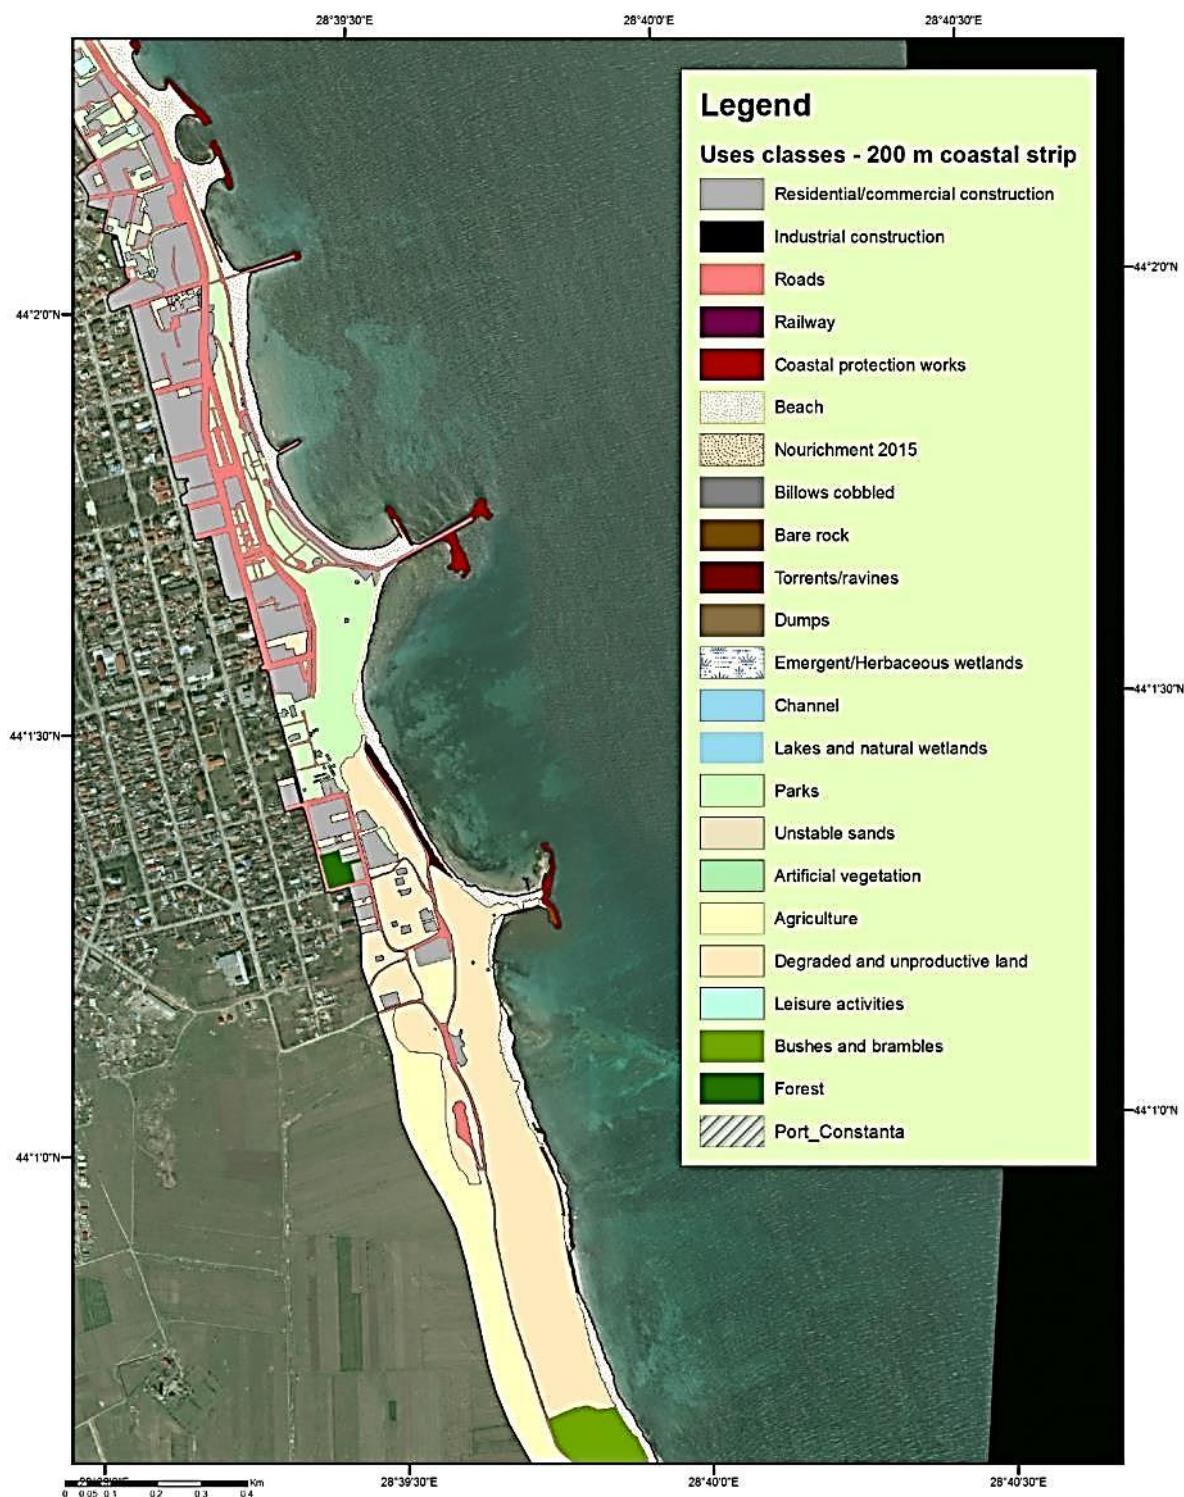 28°39'30"E 28°40'0"E 28°40'30"E
Legend
Uses classes - 200 m coastal strip
Residential/commercial construction
Industrial construction
Roads
Railway
Coastal protection works
Beach
Nourichment 2015
Billows cobbled
Bare rock
Torrents/ravines
Dumps
Emergent/Herbaceous wetlands
Channel
Lakes and natural wetlands
Parks
Unstable sands
Artificial vegetation
Agriculture
Degraded and unproductive land
Leisure activities
Bushes and brambles
Forest
Port_Constanta
44°2'0"N
44°2'0"N
44°1'30"N
44°1'30"N
44°1'0"N
44°1'0"N
28°39'30"E 28°40'0"E 28°40'30"E
Km
0 0.05 0.1 0.2 0.3 0.4